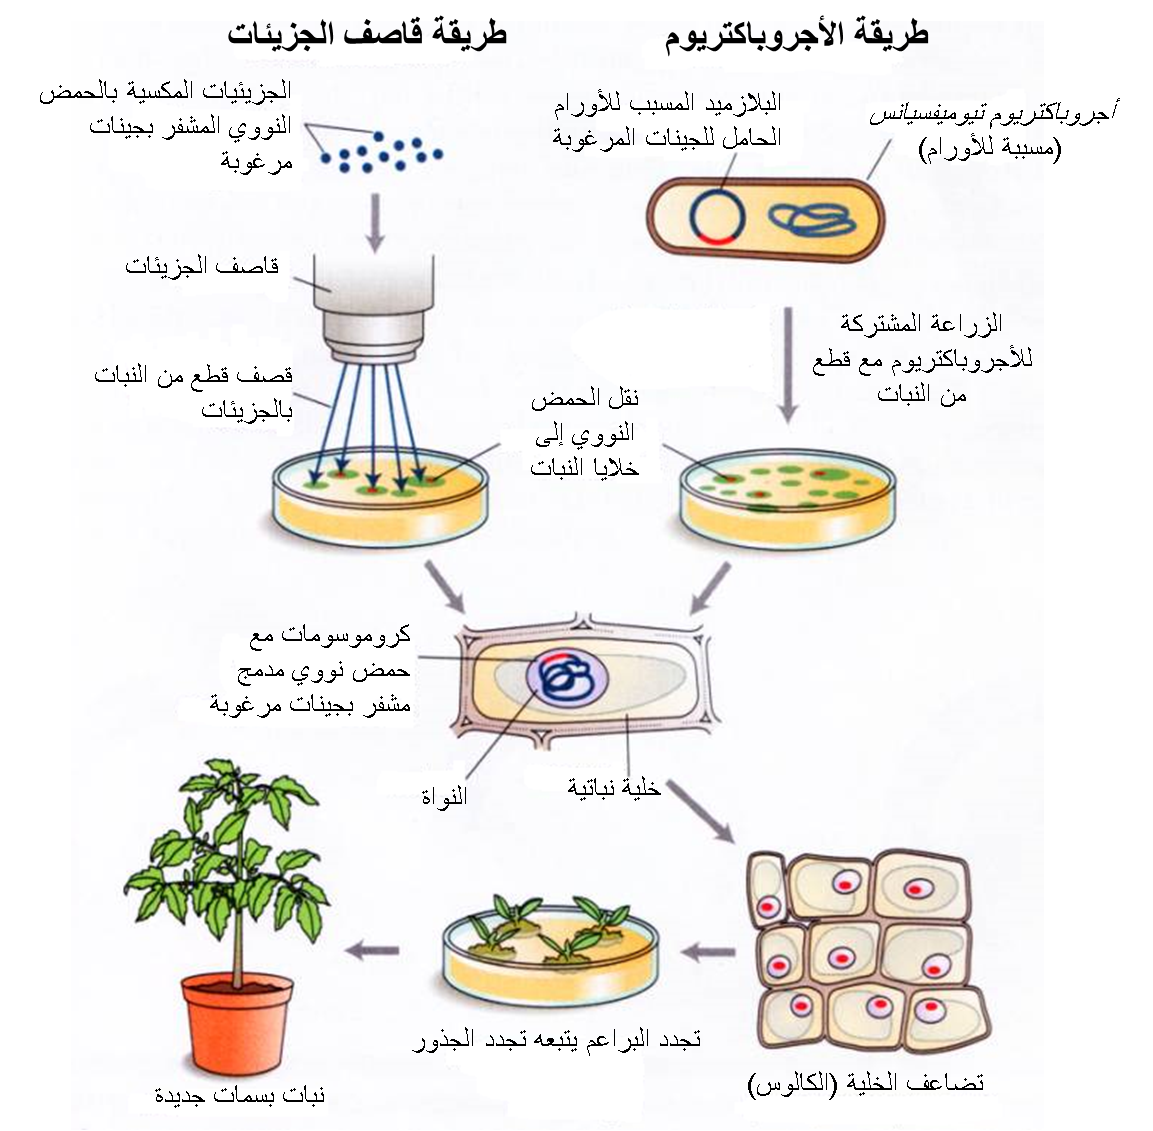 طريقة الأجروباكتريوم
طريقة قاصف الجزيئات
أجروباكتريوم تيوميفسيانس
(مسببة للأورام)
البلازميد المسبب للأورام
الحامل للجينات المرغوبة
الجزيئيات المكسية بالحمض
النووي المشفر بجينات
مرغوبة
قاصف الجزيئات
الزراعة المشتركة
للأجروباكتريوم مع قطع
من النبات
قصف قطع من النبات
بالجزيئات
نقل الحمض
النووي إلى
خلايا النبات
كروموسومات مع
حمض نووي مدمج
مشفر بجينات مرغوبة
خلية نباتية
النواة
تضاعف الخلية (الكالوس)
تجدد البراعم يتبعه تجدد الجذور
نبات بسمات جديدة